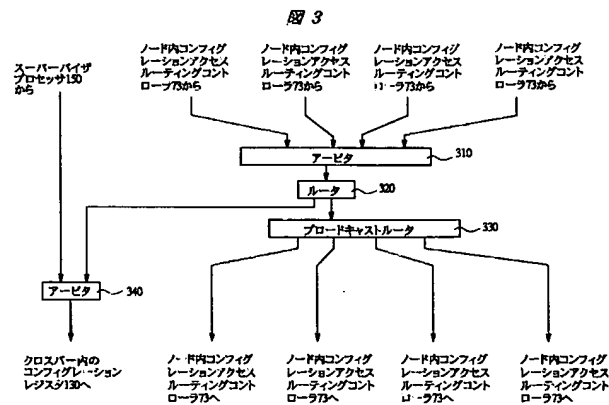 図 3
スーパーバイザ
プロセッサ150
から
ノード内コンフィグ
レーションアクセス
ルーティングコント
ローラ73から
ノード内コンフィグ
レーションアクセス
ルーティングコント
ローラ73から
ノード内コンフィグ
レーションアクセス
ルーティングコント
ローラ73から
ノード内コンフィグ
レーションアクセス
ルーティングコント
ローラ73から
アービタ
310
ルータ
320
ブロードキャストルータ
330
アービタ
340
クロスバー内の
コンフィグレーション
レジスタ130へ
ノード内コンフィグ
レーションアクセス
ルーティングコント
ローラ73へ
ノード内コンフィグ
レーションアクセス
ルーティングコント
ローラ73へ
ノード内コンフィグ
レーションアクセス
ルーティングコント
ローラ73へ
ノード内コンフィグ
レーションアクセス
ルーティングコント
ローラ73へ